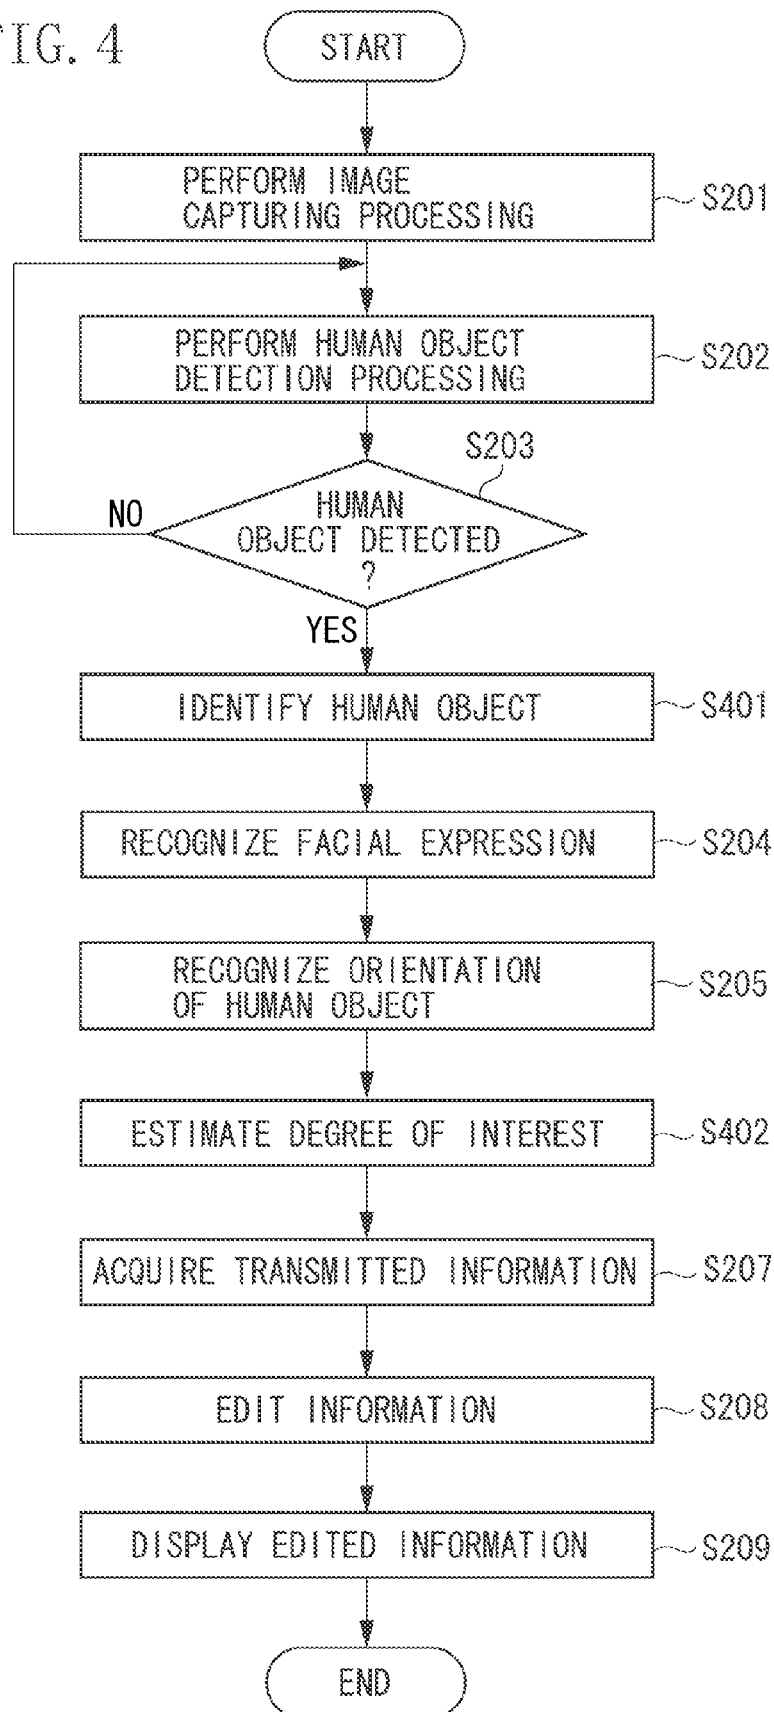 FIG. 4
START
PERFORM IMAGE
CAPTURING PROCESSING
S201
PERFORM HUMAN OBJECT
DETECTION PROCESSING
S202
S203
HUMAN
OBJECT DETECTED
?
NO
YES
IDENTIFY HUMAN OBJECT
S401
RECOGNIZE FACIAL EXPRESSION
S204
RECOGNIZE ORIENTATION
OF HUMAN OBJECT
S205
ESTIMATE DEGREE OF INTEREST
S402
ACQUIRE TRANSMITTED INFORMATION
S207
EDIT INFORMATION
S208
DISPLAY EDITED INFORMATION
S209
END